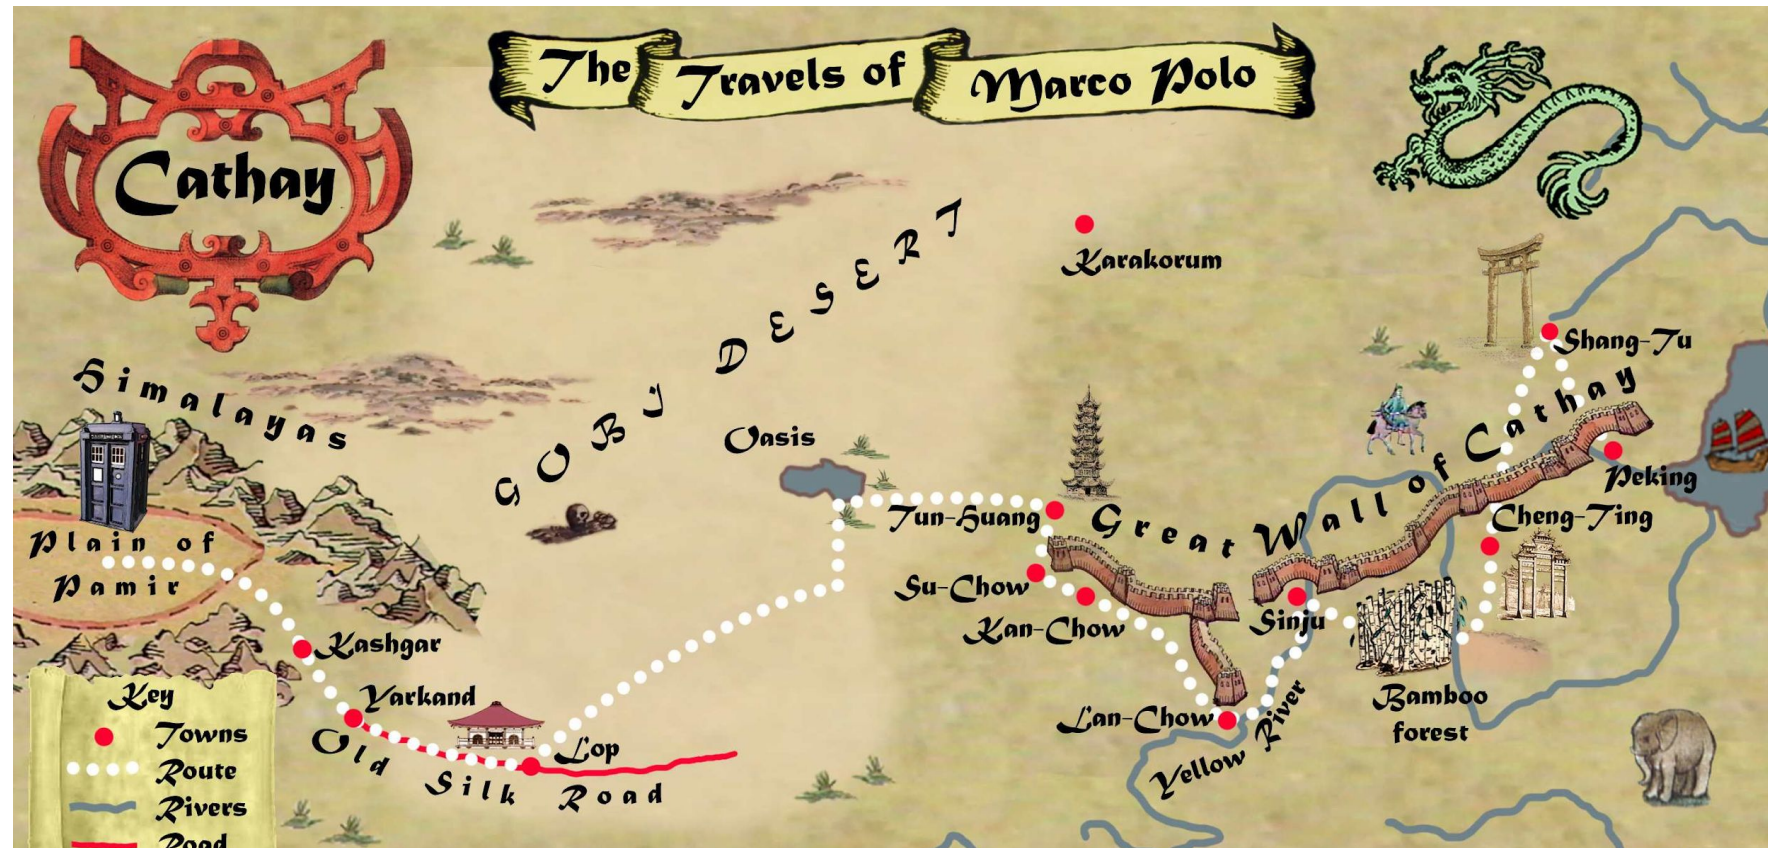 The Travels of Marco Polo
Cathay
Karakorum
Himalayas
GOBI DESERT
Shang-Tu
Oasis
Great Wall of Cathay
Peking
Tun-Huang
Cheng-Ting
Plain of
Pamir
Su-Chow
Kan-Chow
Sinju
Kashgar
Yarkand
Lan-Chow
Yellow River
Bamboo
forest
Lop
Old Silk Road
Key
Towns
Route
Rivers
Road